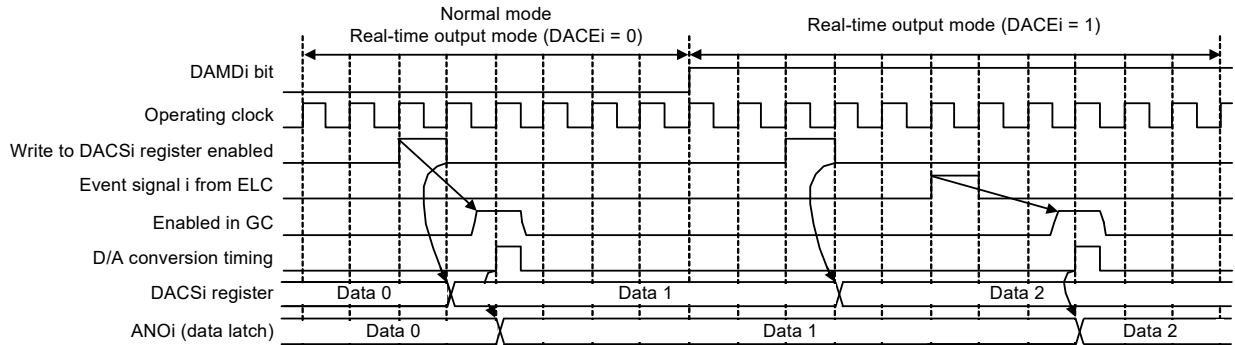 Normal mode
Real-time output mode (DACEi = 0)
Real-time output mode (DACEi = 1)
DAMDi bit
Operating clock
Write to DACSi register enabled
Event signal i from ELC
Enabled in GC
D/A conversion timing
DACSi register Data 0 Data 1 Data 2
ANOi (data latch) Data 0 Data 1 Data 2